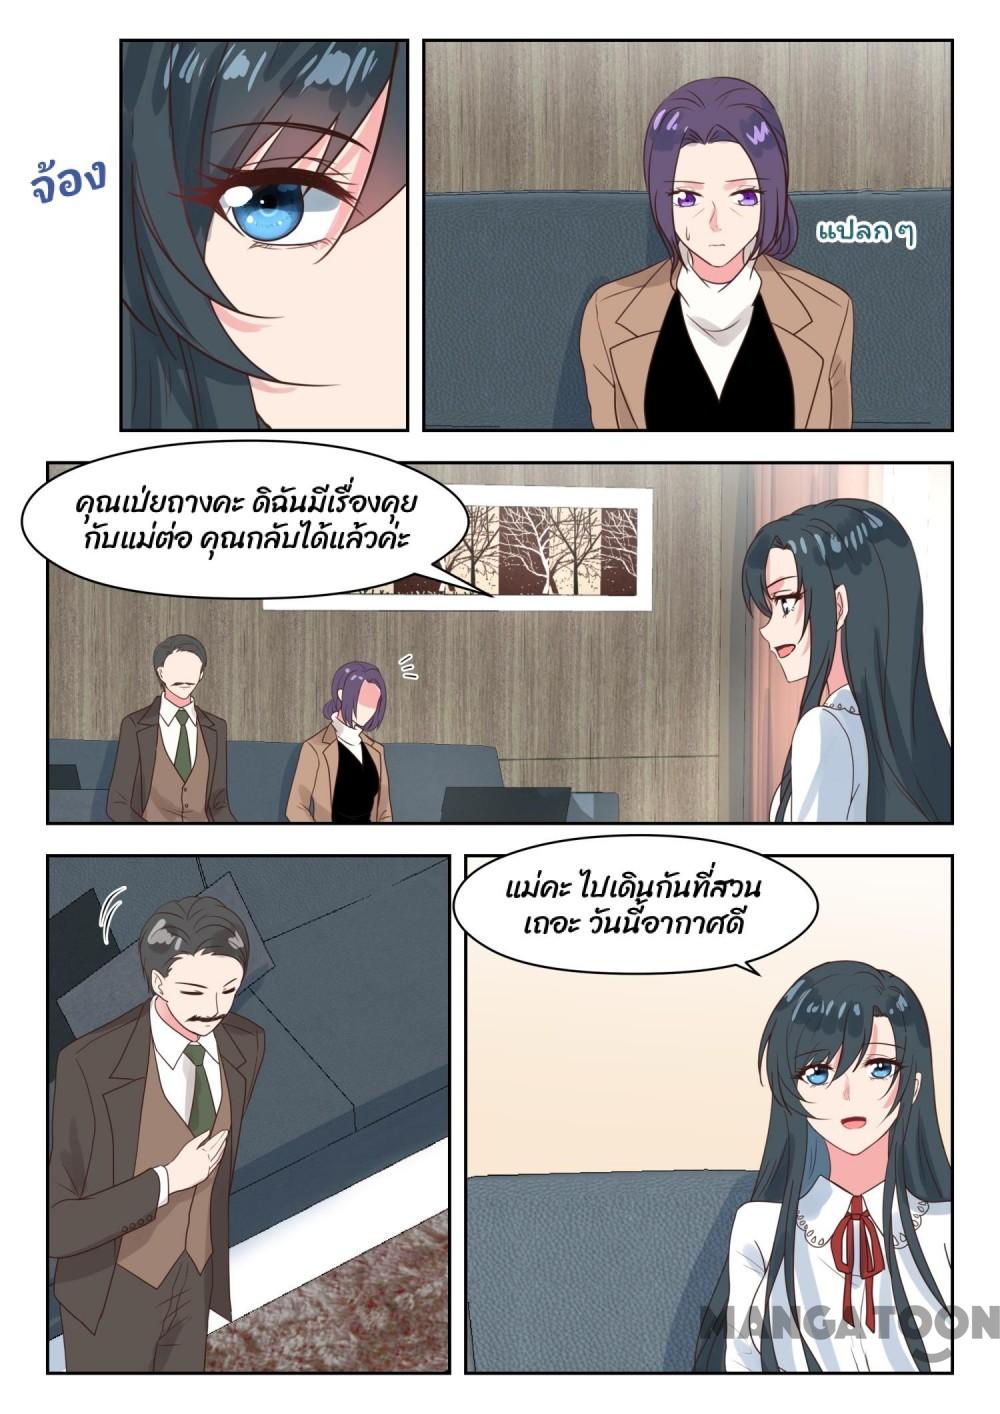 จ้อง
แปลก ๆ
คุณเป่ยถางคะ ดิฉันมีเรื่องคุย
กับแม่ต่อ คุณกลับได้แล้วค่ะ
แม่คะ ไปเดินกันที่สวน
เถอะ วันนี้อากาศดี
MANGATOON